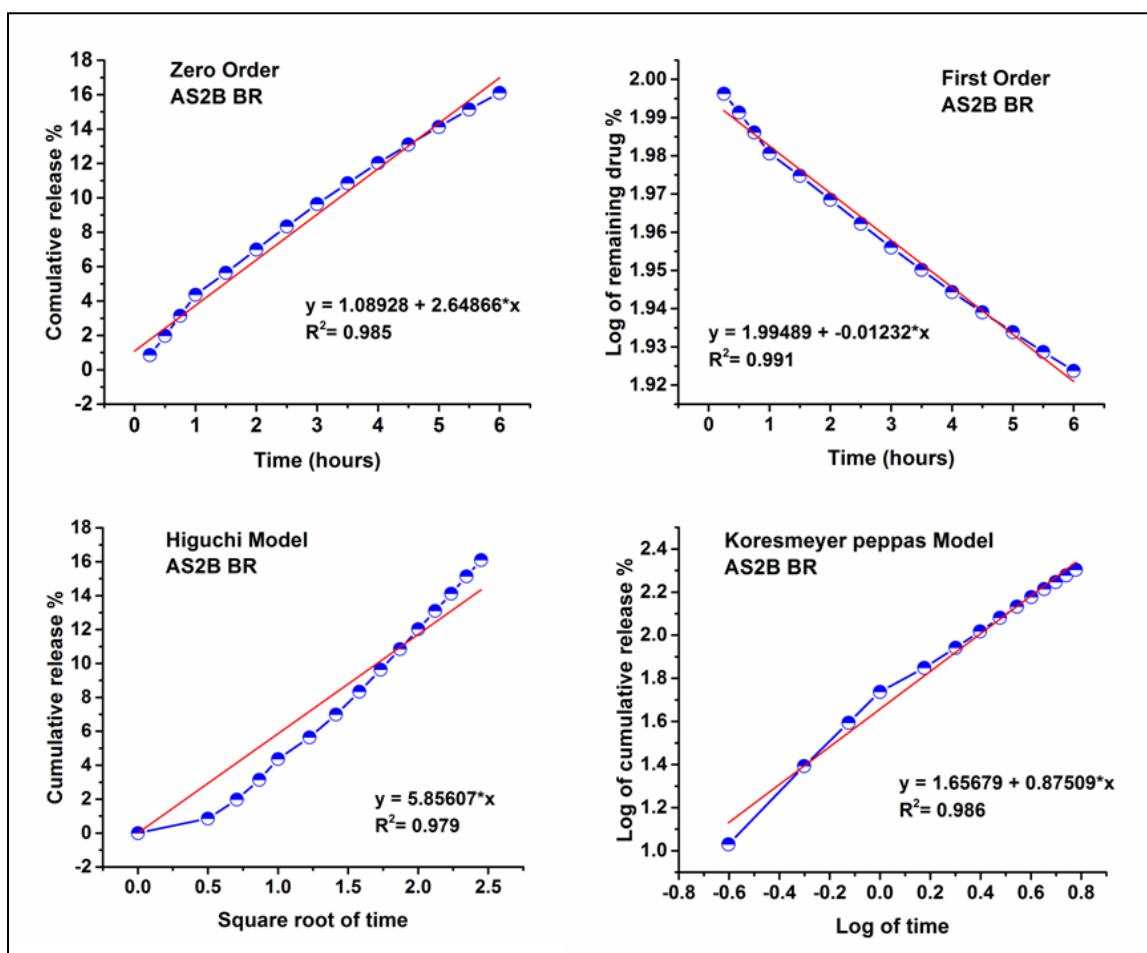 Zero Order
AS2B BR
Comulative release %
18
16
14
12
10
8
6
4
2
0
-2
y = 1.08928 + 2.64866*x
R²= 0.985
0 1 2 3 4 5 6
Time (hours)
First Order
AS2B BR
Log of remaining drug %
2.00
1.99
1.98
1.97
1.96
1.95
1.94
1.93
1.92
y = 1.99489 + -0.01232*x
R²= 0.991
0 1 2 3 4 5 6
Time (hours)
Higuchi Model
AS2B BR
Cumulative release %
18
16
14
12
10
8
6
4
2
0
-2
y = 5.85607*x
R²= 0.979
0.0 0.5 1.0 1.5 2.0 2.5
Square root of time
Koresmeyer peppas Model
AS2B BR
Log of cumulative release %
2.4
2.2
2.0
1.8
1.6
1.4
1.2
1.0
y = 1.65679 + 0.87509*x
R²= 0.986
-0.8 -0.6 -0.4 -0.2 0.0 0.2 0.4 0.6 0.8
Log of time